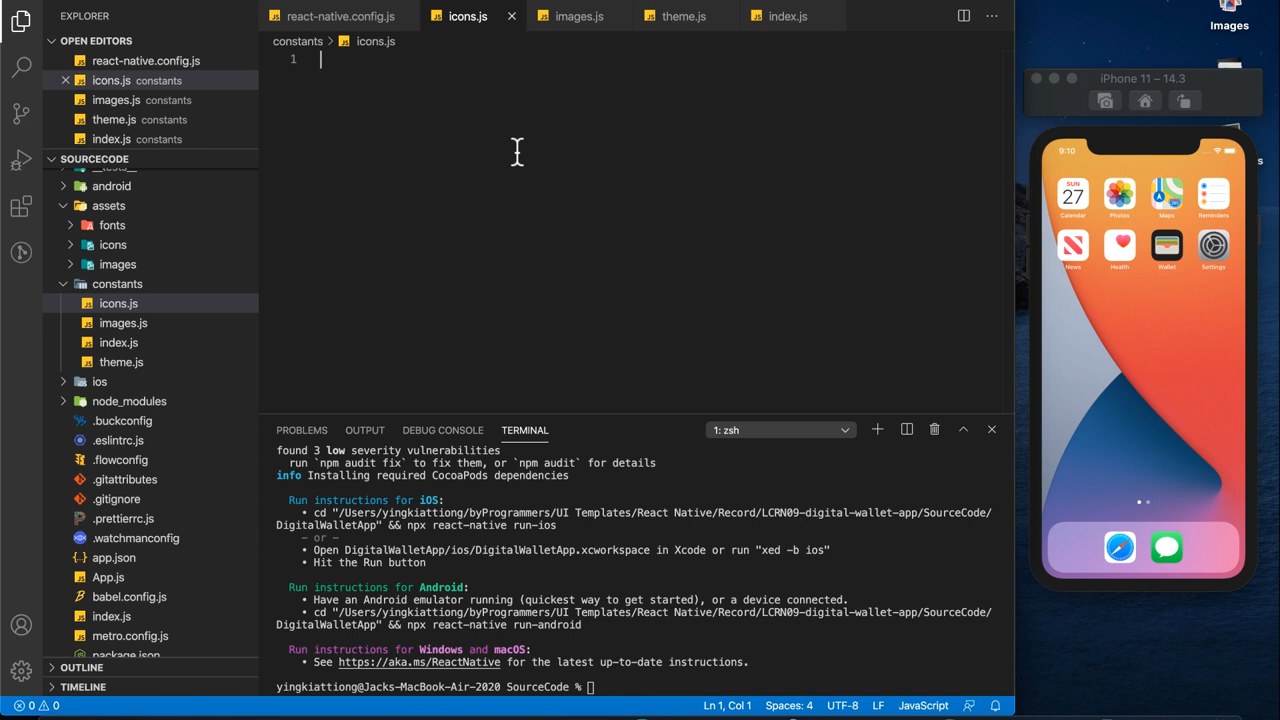 EXPLORER
OPEN EDITORS
react-native.config.js
icons.js constants
images.js constants
theme.js constants
index.js constants
SOURCECODE
__tests__
android
assets
fonts
icons
images
constants
icons.js
images.js
index.js
theme.js
ios
node_modules
.buckconfig
.eslintrc.js
.flowconfig
.gitattributes
.gitignore
.prettierrc.js
.watchmanconfig
app.json
App.js
babel.config.js
index.js
metro.config.js
package.json
OUTLINE
TIMELINE
react-native.config.js icons.js images.js theme.js index.js
constants > icons.js
1
PROBLEMS OUTPUT DEBUG CONSOLE TERMINAL 1: zsh
found 3 low severity vulnerabilities
run `npm audit fix` to fix them, or `npm audit` for details
info Installing required CocoaPods dependencies
Run instructions for iOS:
• cd "/Users/yingkiattiong/byProgrammers/UI Templates/React Native/Record/LCRN09-digital-wallet-app/SourceCode/
DigitalWalletApp" && npx react-native run-ios
- or -
• Open DigitalWalletApp/ios/DigitalWalletApp.xcworkspace in Xcode or run "xed -b ios"
• Hit the Run button
Run instructions for Android:
• Have an Android emulator running (quickest way to get started), or a device connected.
• cd "/Users/yingkiattiong/byProgrammers/UI Templates/React Native/Record/LCRN09-digital-wallet-app/SourceCode/
DigitalWalletApp" && npx react-native run-android
Run instructions for Windows and macOS:
• See https://aka.ms/ReactNative for the latest up-to-date instructions.
yingkiattiong@Jacks-MacBook-Air-2020 SourceCode %
0 0 Ln 1, Col 1 Spaces: 4 UTF-8 LF JavaScript
Images
iPhone 11 – 14.3
9:10
SUN
27
Calendar Photos Maps Reminders
News Health Wallet Settings